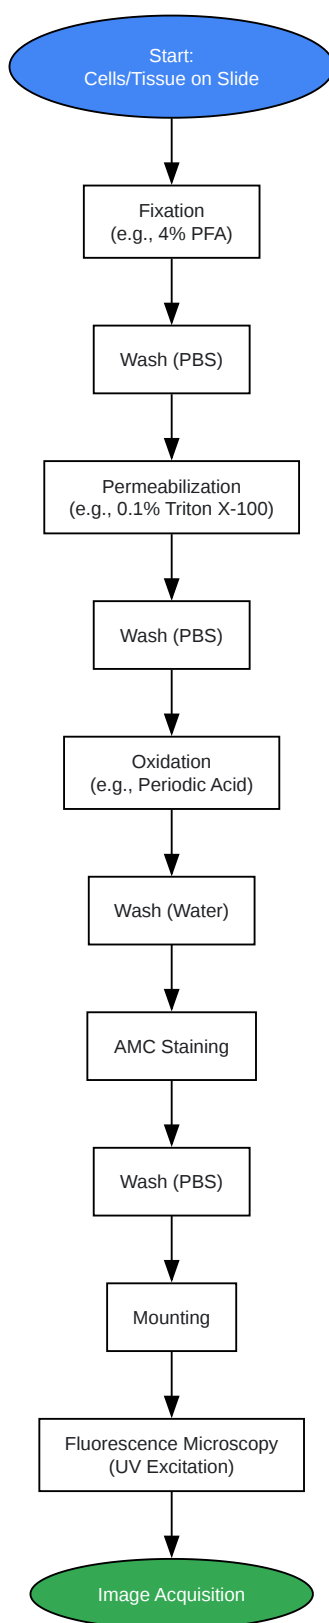 Start:
Cells/Tissue on Slide
Fixation
(e.g., 4% PFA)
Wash (PBS)
Permeabilization
(e.g., 0.1% Triton X-100)
Wash (PBS)
Oxidation
(e.g., Periodic Acid)
Wash (Water)
AMC Staining
Wash (PBS)
Mounting
Fluorescence Microscopy
(UV Excitation)
Image Acquisition